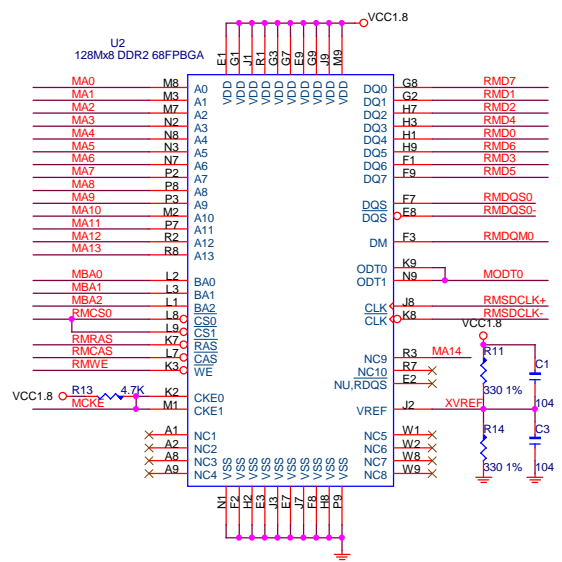 VCC1.8
U2
128Mx8 DDR2 68FPBGA
E1 G1 J1 R1 G3 G7 E9 G9 J9 M9
VDD VDD VDD VDD VDD VDD VDD VDD VDD VDD
MA0 M8 A0 DQ0 G8 RMD7
MA1 M3 A1 DQ1 G2 RMD1
MA2 M7 A2 DQ2 H7 RMD2
MA3 N2 A3 DQ3 H3 RMD4
MA4 N8 A4 DQ4 H1 RMD0
MA5 N3 A5 DQ5 H9 RMD6
MA6 N7 A6 DQ6 F1 RMD3
MA7 P2 A7 DQ7 F9 RMD5
MA8 P8 A8
MA9 P3 A9 DQS F7 RMDQS0
MA10 M2 A10 DQS E8 RMDQS0-
MA11 P7 A11
MA12 R2 A12 DM F3 RMDQM0
MA13 R8 A13
ODT0 K9
MBA0 L2 BA0 ODT1 N9 MODT0
MBA1 L3 BA1
MBA2 L1 BA2 CLK J8 RMSDCLK+
RMCS0 L8 CS0 CLK K8 RMSDCLK-
L9 CS1
VCC1.8
RMRAS K7 RAS
RMCAS L7 CAS NC9 R3 MA14 R11 C1
RMWE K3 WE NC10 R7
NU,RDQS E2
330 1% 104
VCC1.8 R13 4.7K K2 CKE0
MCKE M1 CKE1 VREF J2 XVREF
A1 NC1 NC5 W1 R14 C3
A2 NC2 NC6 W2
A8 NC3 NC7 W8
A9 NC4 NC8 W9 330 1% 104
VSS VSS VSS VSS VSS VSS VSS VSS VSS VSS
N1 F2 H2 E3 J3 E7 J7 F8 H8 P9